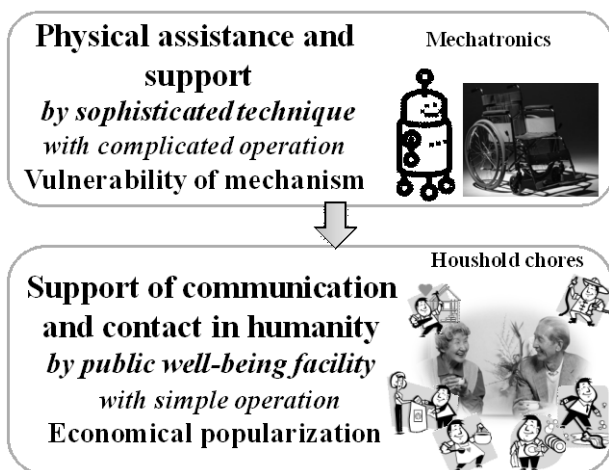 Physical assistance and
support
by sophisticated technique
with complicated operation
Vulnerability of mechanism
Mechatronics
Support of communication
and contact in humanity
by public well-being facility
with simple operation
Economical popularization
Houshold chores